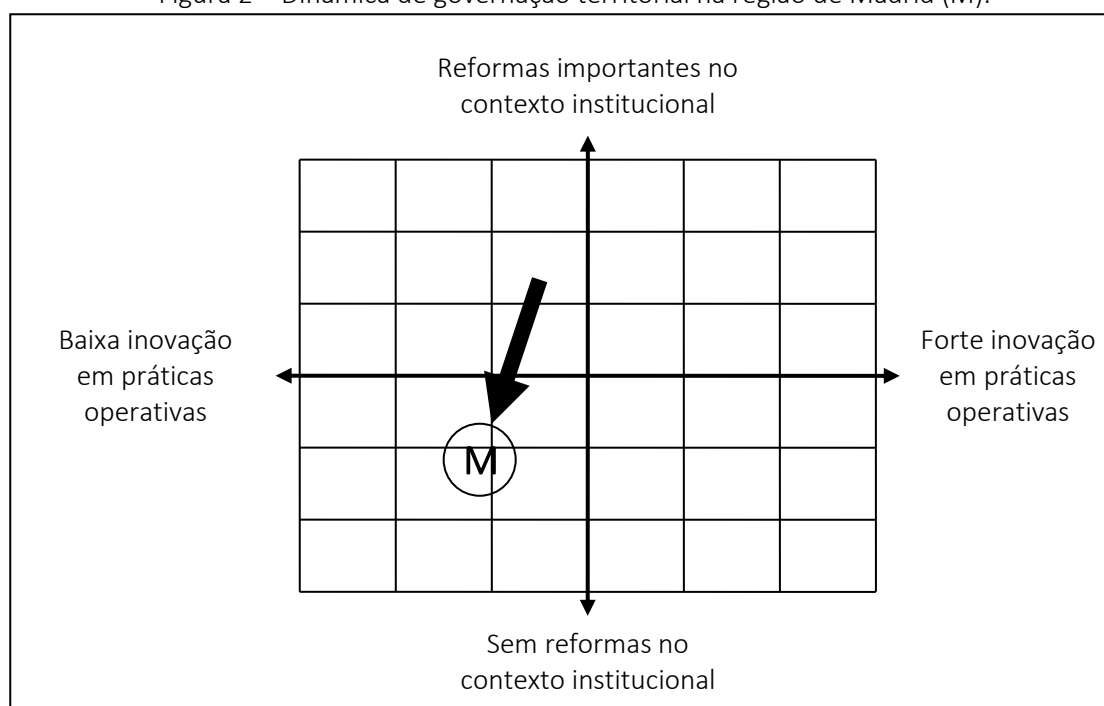 Figura 2 – Dinâmica de governação territorial na região de Madrid (M).
Reformas importantes no
contexto institucional
Baixa inovação
em práticas
operativas
Forte inovação
em práticas
operativas
M
Sem reformas no
contexto institucional